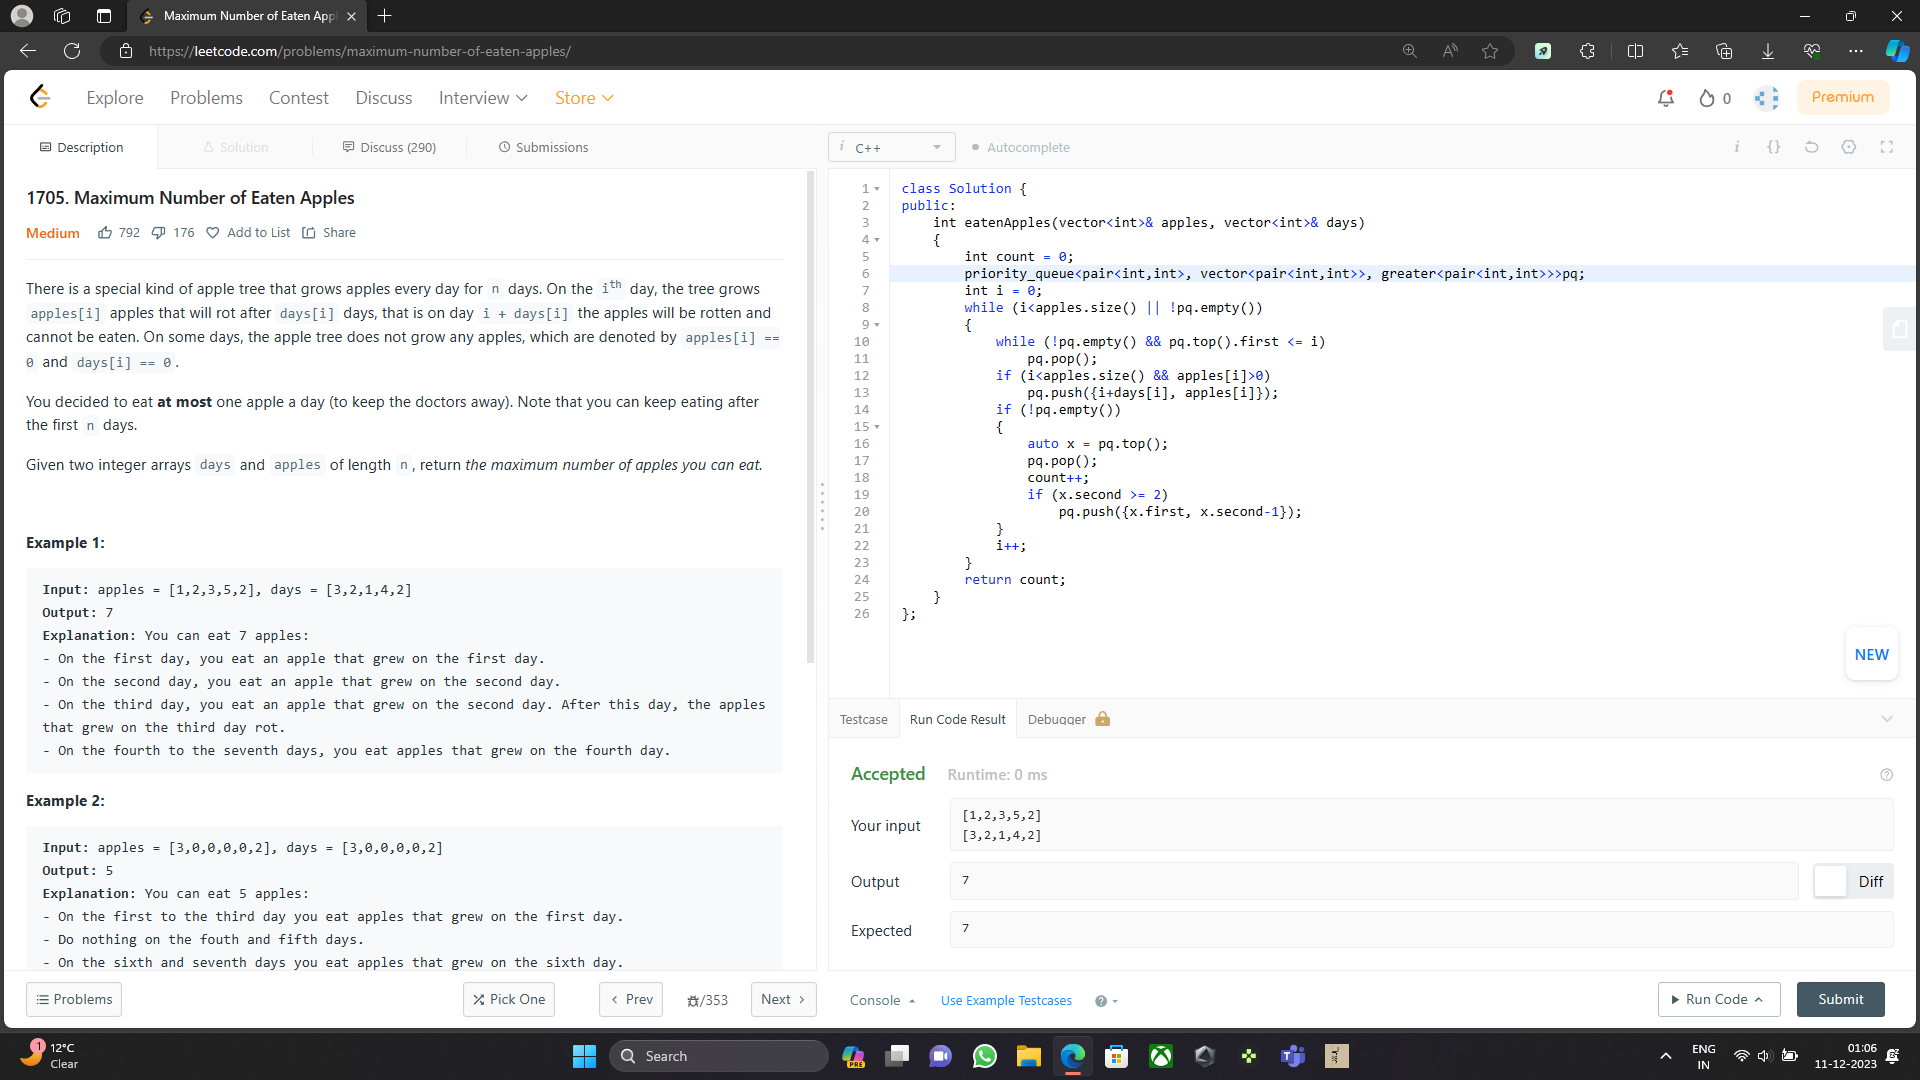 Maximum Number of Eaten App
https://leetcode.com/problems/maximum-number-of-eaten-apples/
Explore
Problems
Contest
Discuss
Interview
Store
0
Premium
Description
Solution
Discuss (290)
Submissions
i C++
Autocomplete
1705. Maximum Number of Eaten Apples
Medium 792 176 Add to List Share
There is a special kind of apple tree that grows apples every day for n days. On the ith day, the tree grows
apples[i] apples that will rot after days[i] days, that is on day i + days[i] the apples will be rotten and
cannot be eaten. On some days, the apple tree does not grow any apples, which are denoted by apples[i] ==
0 and days[i] == 0.
You decided to eat at most one apple a day (to keep the doctors away). Note that you can keep eating after
the first n days.
Given two integer arrays days and apples of length n, return the maximum number of apples you can eat.
Example 1:
Input: apples = [1,2,3,5,2], days = [3,2,1,4,2]
Output: 7
Explanation: You can eat 7 apples:
- On the first day, you eat an apple that grew on the first day.
- On the second day, you eat an apple that grew on the second day.
- On the third day, you eat an apple that grew on the second day. After this day, the apples
that grew on the third day rot.
- On the fourth to the seventh days, you eat apples that grew on the fourth day.
Example 2:
Input: apples = [3,0,0,0,0,2], days = [3,0,0,0,0,2]
Output: 5
Explanation: You can eat 5 apples:
- On the first to the third day you eat apples that grew on the first day.
- Do nothing on the fouth and fifth days.
- On the sixth and seventh days you eat apples that grew on the sixth day.
Problems
Pick One
Prev
/353
Next
1 class Solution {
2 public:
3 int eatenApples(vector<int>& apples, vector<int>& days)
4 {
5 int count = 0;
6 priority_queue<pair<int,int>, vector<pair<int,int>>, greater<pair<int,int>>>pq;
7 int i = 0;
8 while (i<apples.size() || !pq.empty())
9 {
10 while (!pq.empty() && pq.top().first <= i)
11 pq.pop();
12 if (i<apples.size() && apples[i]>0)
13 pq.push({i+days[i], apples[i]});
14 if (!pq.empty())
15 {
16 auto x = pq.top();
17 pq.pop();
18 count++;
19 if (x.second >= 2)
20 pq.push({x.first, x.second-1});
21 }
22 i++;
23 }
24 return count;
25 }
26 };
NEW
Testcase
Run Code Result
Debugger
Accepted Runtime: 0 ms
Your input
[1,2,3,5,2]
[3,2,1,4,2]
Output
7
Diff
Expected
7
Console
Use Example Testcases
Run Code
Submit
1
12°C
Clear
Search
PRE
ENG
IN
01:06
11-12-2023